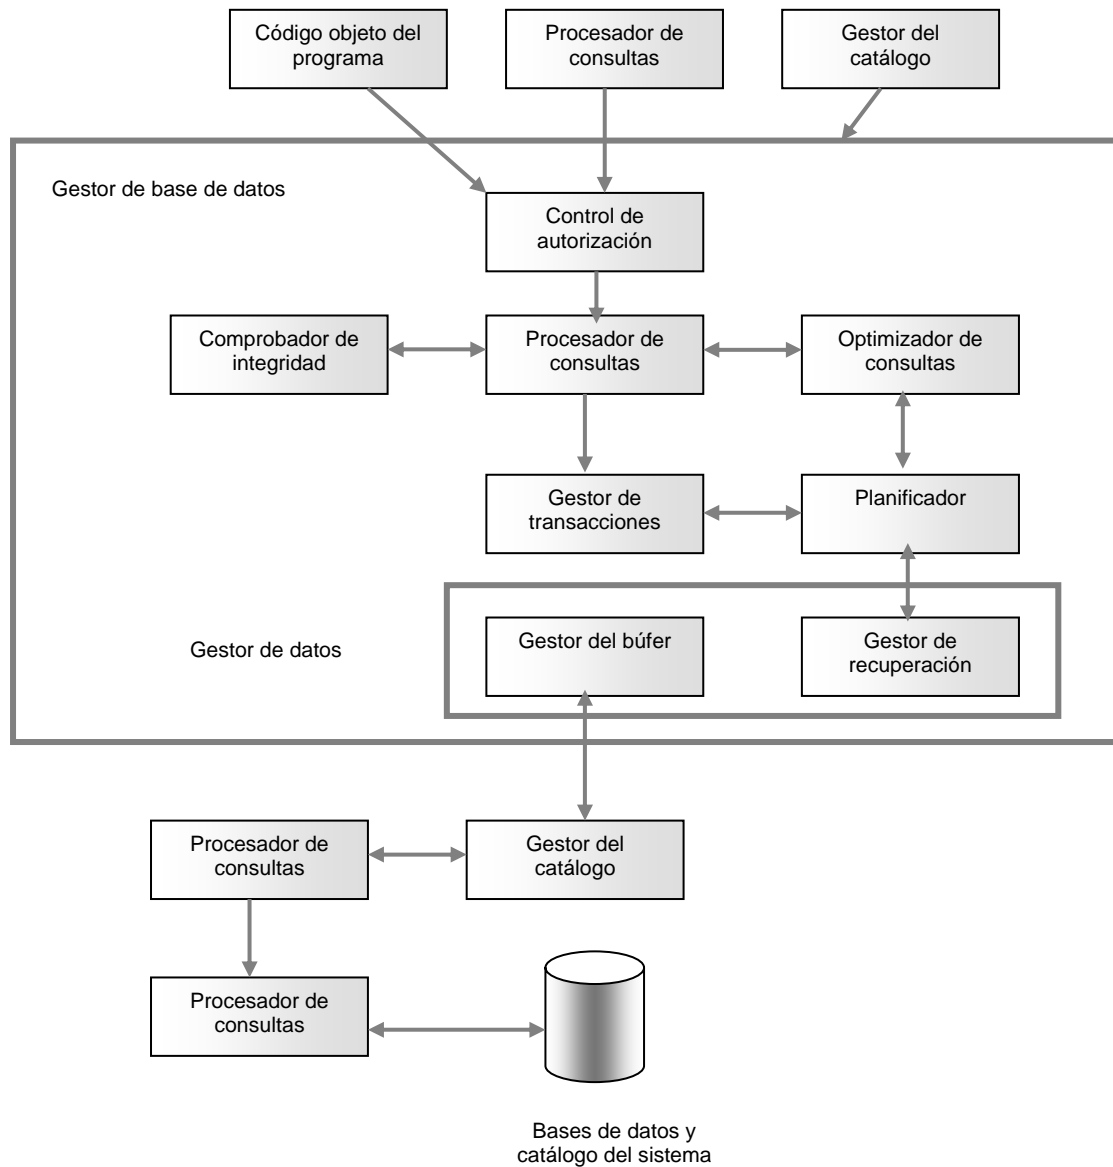 Código objeto del
programa
Procesador de
consultas
Gestor del
catálogo
Gestor de base de datos
Control de
autorización
Comprobador de
integridad
Procesador de
consultas
Optimizador de
consultas
Gestor de
transacciones
Planificador
Gestor de datos
Gestor del búfer
Gestor de
recuperación
Procesador de
consultas
Gestor del
catálogo
Procesador de
consultas
Bases de datos y
catálogo del sistema